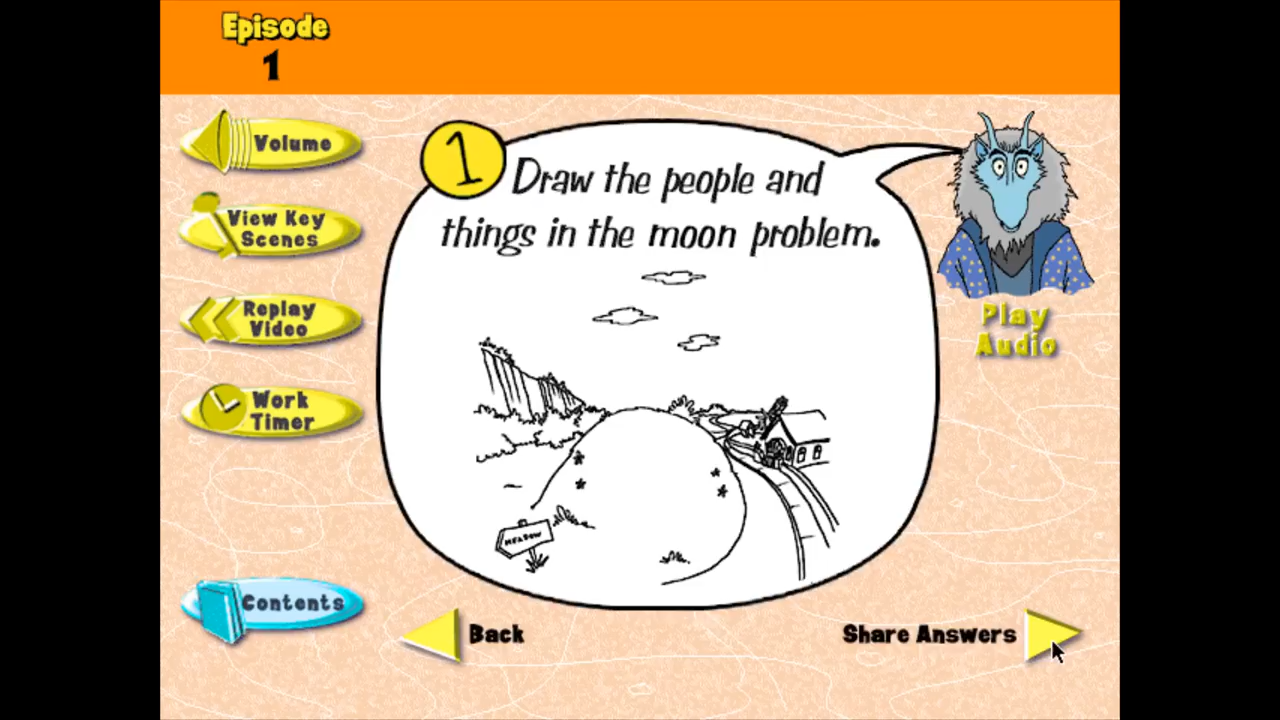 Episode
1
Volume
View Key
Scenes
Replay
Video
Work
Timer
Contents
1
Draw the people and
things in the moon problem.
MEADOW
Play
Audio
Back
Share Answers